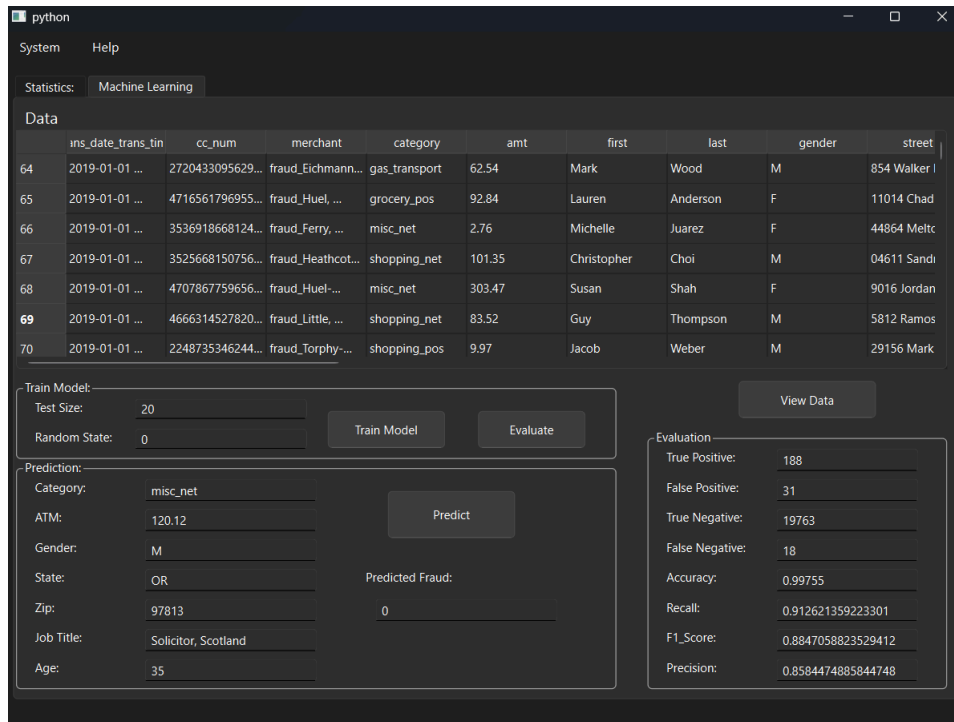 python
System Help
Statistics: Machine Learning
Data
ans_date_trans_tin cc_num merchant category amt first last gender street
64 2019-01-01 ... 2720433095629... fraud_Eichmann... gas_transport 62.54 Mark Wood M 854 Walker
65 2019-01-01 ... 4716561796955... fraud_Huel, ... grocery_pos 92.84 Lauren Anderson F 11014 Chad
66 2019-01-01 ... 3536918668124... fraud_Ferry, ... misc_net 2.76 Michelle Juarez F 44864 Meltc
67 2019-01-01 ... 3525668150756... fraud_Heathcot... shopping_net 101.35 Christopher Choi M 04611 Sandr
68 2019-01-01 ... 4707867759656... fraud_Huel-... misc_net 303.47 Susan Shah F 9016 Jordan
69 2019-01-01 ... 4666314527820... fraud_Little, ... shopping_net 83.52 Guy Thompson M 5812 Ramos
70 2019-01-01 ... 2248735346244... fraud_Torphy-... shopping_pos 9.97 Jacob Weber M 29156 Mark
Train Model:
Test Size: 20
Random State: 0
Train Model Evaluate
View Data
Prediction:
Category: misc_net
ATM: 120.12
Gender: M
State: OR
Zip: 97813
Job Title: Solicitor, Scotland
Age: 35
Predict
Predicted Fraud:
0
Evaluation
True Positive: 188
False Positive: 31
True Negative: 19763
False Negative: 18
Accuracy: 0.99755
Recall: 0.912621359223301
F1_Score: 0.8847058823529412
Precision: 0.8584474885844748